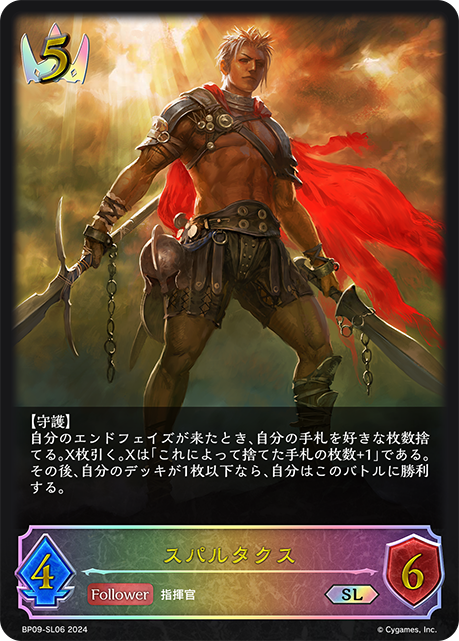 5
【守護】
自分のエンドフェイズが来たとき、自分の手札を好きな枚数捨
てる。X枚引く。Xは「これによって捨てた手札の枚数+1」である。
その後、自分のデッキが1枚以下なら、自分はこのバトルに勝利
する。
スパルタクス
4
Follower 指揮官
SL
6
BP09-SL06 2024
© Cygames, Inc.